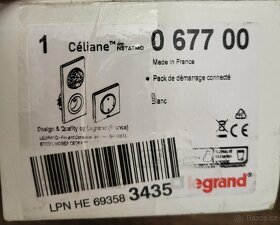 1 Céliane™ with NETATMO 0 677 00
Made in France
• Pack de démarrage connecté
Blanc
Design & Quality by Legrand (France)
legrand
LPN HE 69358 3435